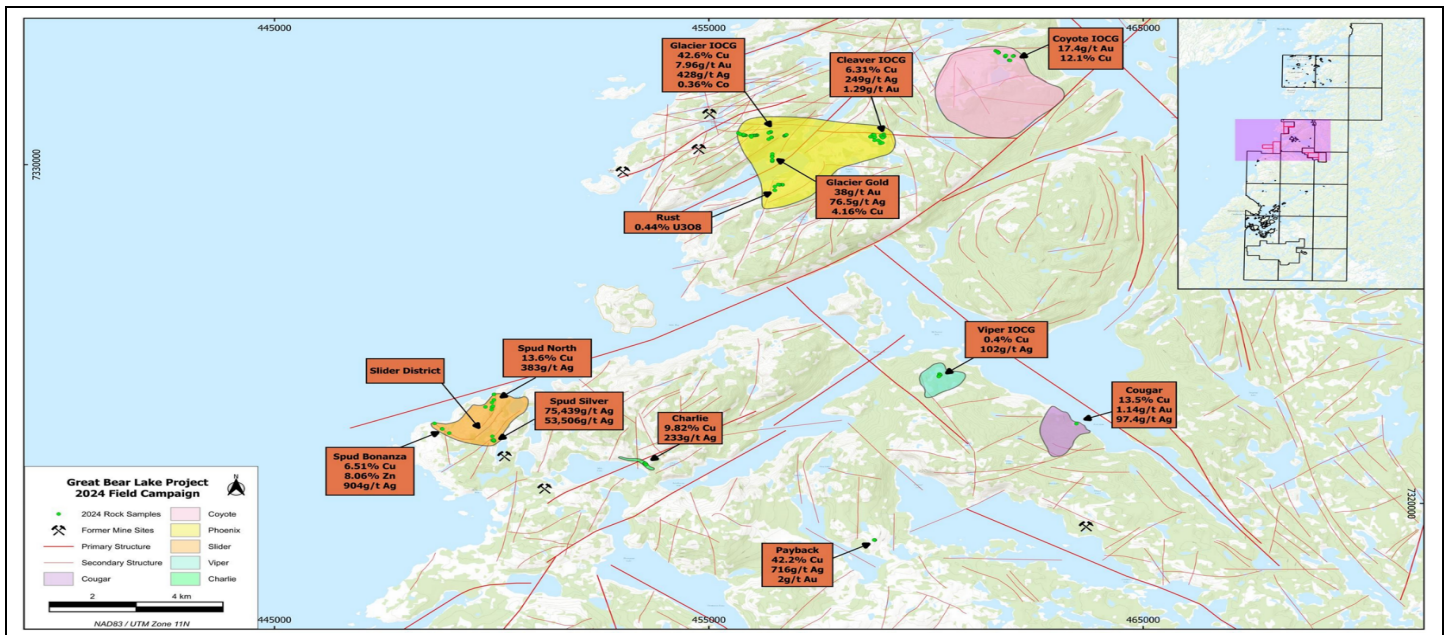 445000
455000
465000
Glacier IOCG
42.6% Cu
7.96g/t Au
428g/t Ag
0.36% Co
Cleaver IOCG
6.31% Cu
249g/t Ag
1.29g/t Au
Coyote IOCG
17.4g/t Au
12.1% Cu
7330000
Glacier Gold
38g/t Au
76.5g/t Ag
4.16% Cu
Rust
0.44% U3O8
Spud North
13.6% Cu
383g/t Ag
Slider District
Spud Silver
75,439g/t Ag
53,506g/t Ag
Viper IOCG
0.4% Cu
102g/t Ag
Charlie
9.82% Cu
233g/t Ag
Cougar
13.5% Cu
1.14g/t Au
97.4g/t Ag
Spud Bonanza
6.51% Cu
8.06% Zn
904g/t Ag
Payback
42.2% Cu
716g/t Ag
2g/t Au
7320000
Great Bear Lake Project
2024 Field Campaign
N
2024 Rock Samples
Former Mine Sites
Primary Structure
Secondary Structure
Cougar
Coyote
Phoenix
Slider
Viper
Charlie
2 4 km
NAD83 / UTM Zone 11N
445000
455000
465000